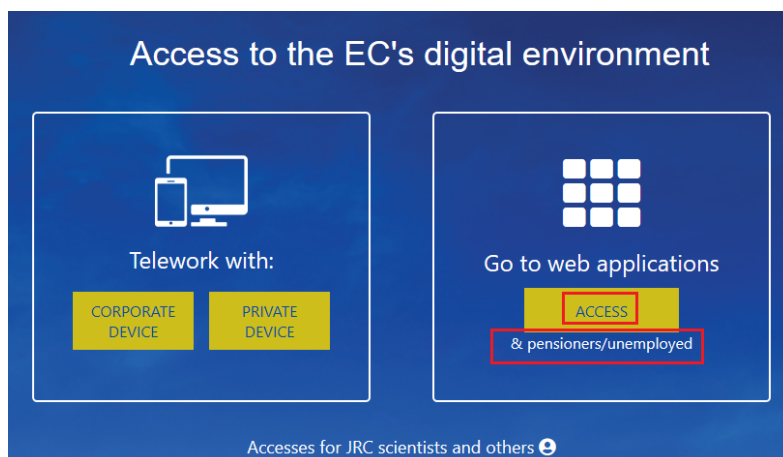 Access to the EC's digital environment
Telework with:
CORPORATE
DEVICE
PRIVATE
DEVICE
Go to web applications
ACCESS
& pensioners/unemployed
Accesses for JRC scientists and others